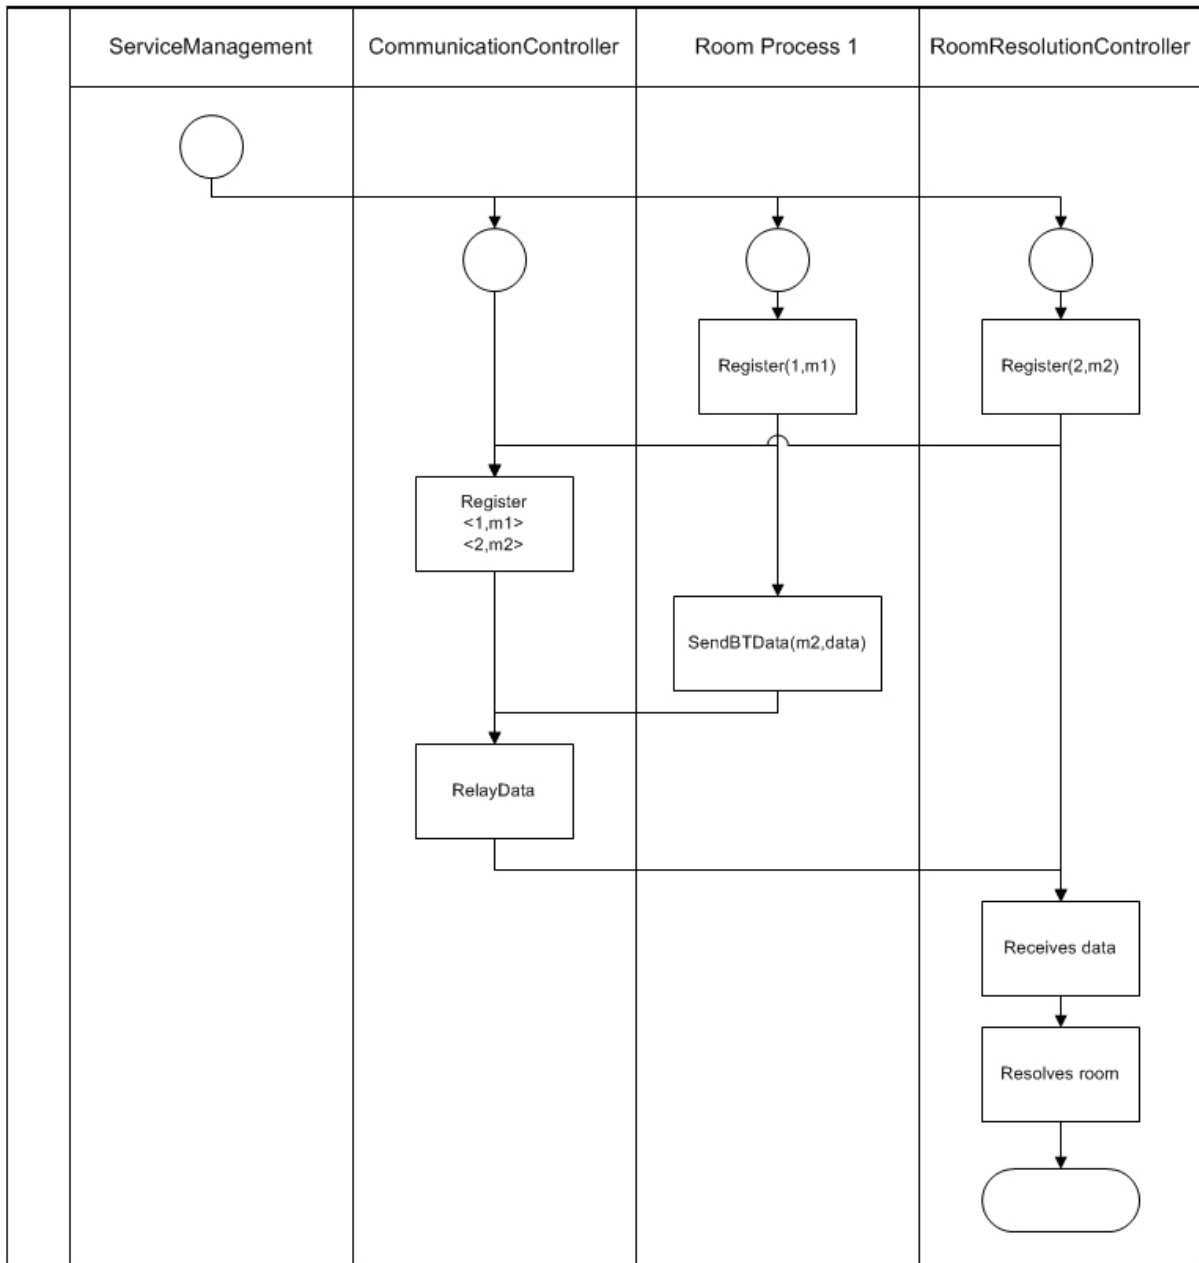 ServiceManagement
CommunicationController
Room Process 1
RoomResolutionController
Register(1,m1)
Register(2,m2)
Register
<1,m1>
<2,m2>
SendBTData(m2,data)
RelayData
Receives data
Resolves room